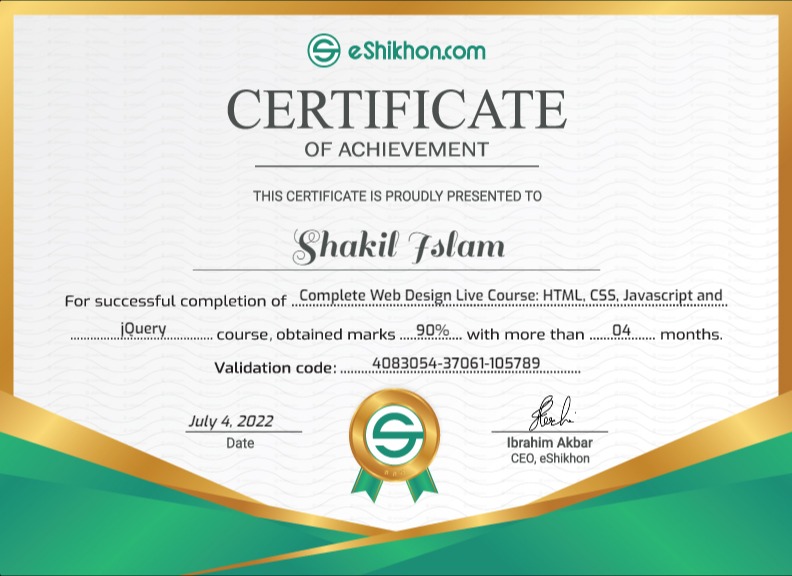 eShikhon.com
CERTIFICATE
OF ACHIEVEMENT
THIS CERTIFICATE IS PROUDLY PRESENTED TO
Shakil Islam
For successful completion of Complete Web Design Live Course: HTML, CSS, Javascript and
jQuery course, obtained marks 90% with more than 04 months.
Validation code: 4083054-37061-105789
July 4, 2022
Date
Ibrahim Akbar
CEO, eShikhon